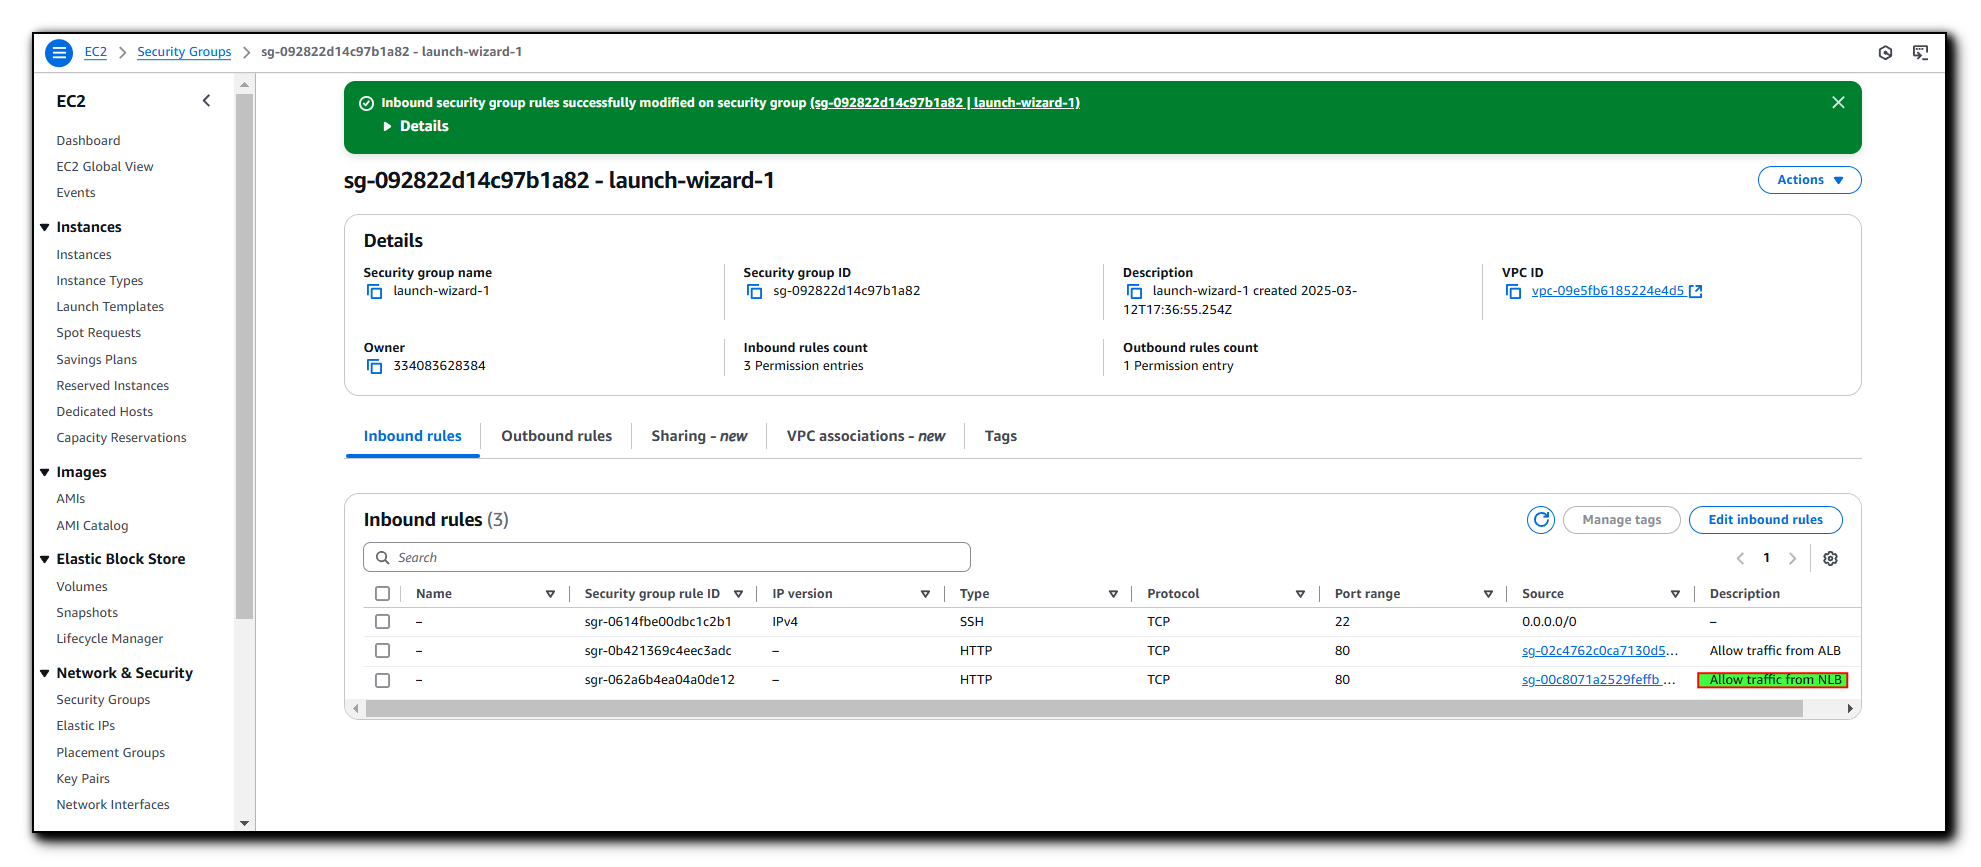 EC2 > Security Groups > sg-092822d14c97b1a82 - launch-wizard-1
EC2
Dashboard
EC2 Global View
Events
Instances
Instances
Instance Types
Launch Templates
Spot Requests
Savings Plans
Reserved Instances
Dedicated Hosts
Capacity Reservations
Images
AMIs
AMI Catalog
Elastic Block Store
Volumes
Snapshots
Lifecycle Manager
Network & Security
Security Groups
Elastic IPs
Placement Groups
Key Pairs
Network Interfaces
Inbound security group rules successfully modified on security group (sg-092822d14c97b1a82 | launch-wizard-1)
Details
sg-092822d14c97b1a82 - launch-wizard-1
Actions
Details
Security group name
launch-wizard-1
Security group ID
sg-092822d14c97b1a82
Description
launch-wizard-1 created 2025-03-
12T17:36:55.254Z
VPC ID
vpc-09e5fb6185224e4d5
Owner
334083628384
Inbound rules count
3 Permission entries
Outbound rules count
1 Permission entry
Inbound rules Outbound rules Sharing - new VPC associations - new Tags
Inbound rules (3)
Manage tags Edit inbound rules
Search
1
Name Security group rule ID IP version Type Protocol Port range Source Description
– sgr-0614fbe00dbc1c2b1 IPv4 SSH TCP 22 0.0.0.0/0 –
– sgr-0b421369c4eec3adc – HTTP TCP 80 sg-02c4762c0ca7130d5... Allow traffic from ALB
– sgr-062a6b4ea04a0de12 – HTTP TCP 80 sg-00c8071a2529feffb ... Allow traffic from NLB